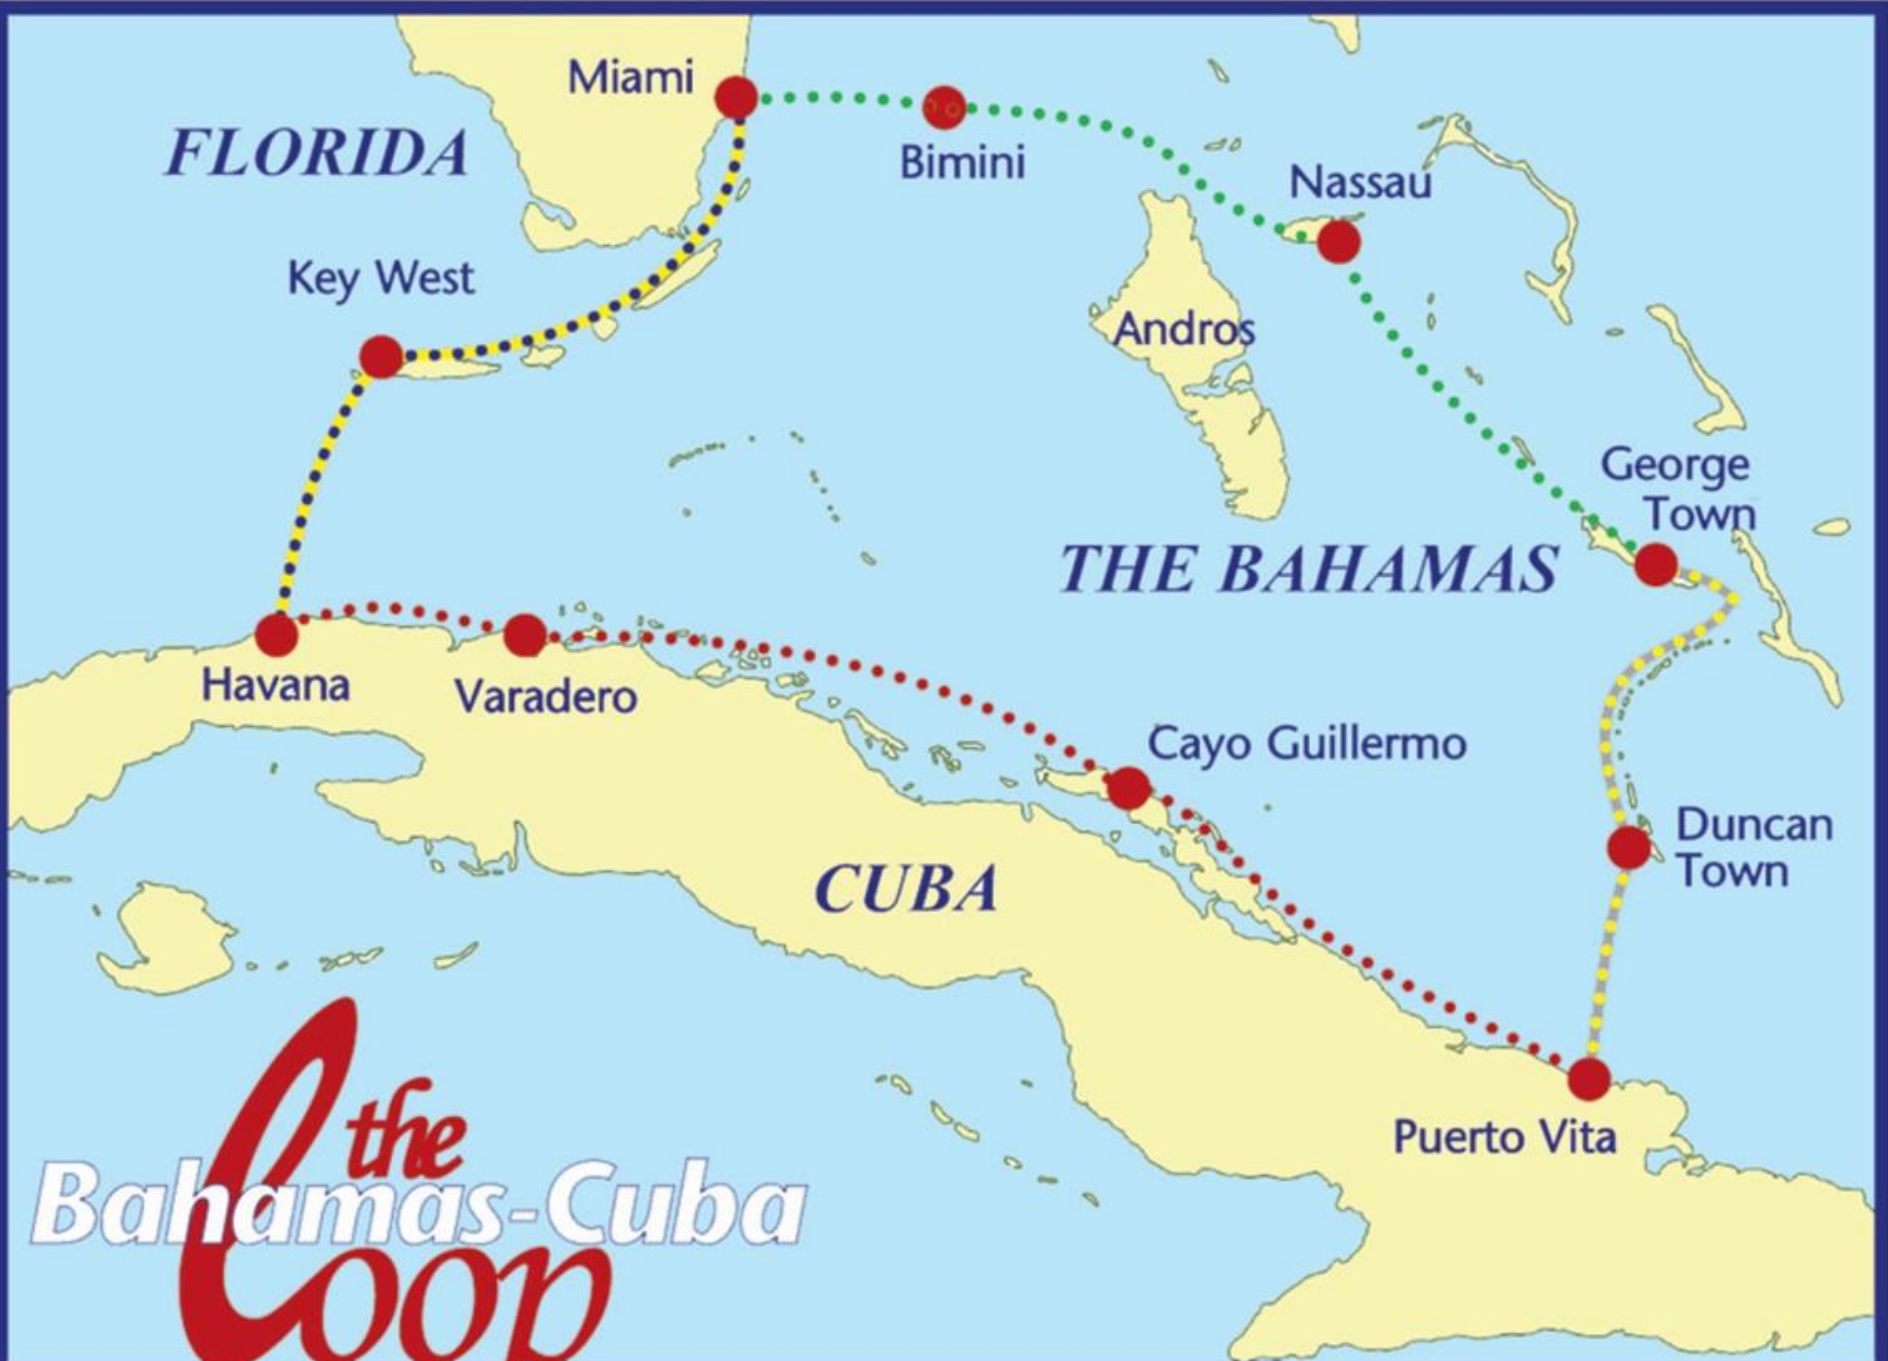 Miami
FLORIDA
Bimini
Nassau
Key West
Andros
George
Town
THE BAHAMAS
Havana
Varadero
Cayo Guillermo
Duncan
Town
CUBA
Puerto Vita
the
Bahamas-Cuba
Loop